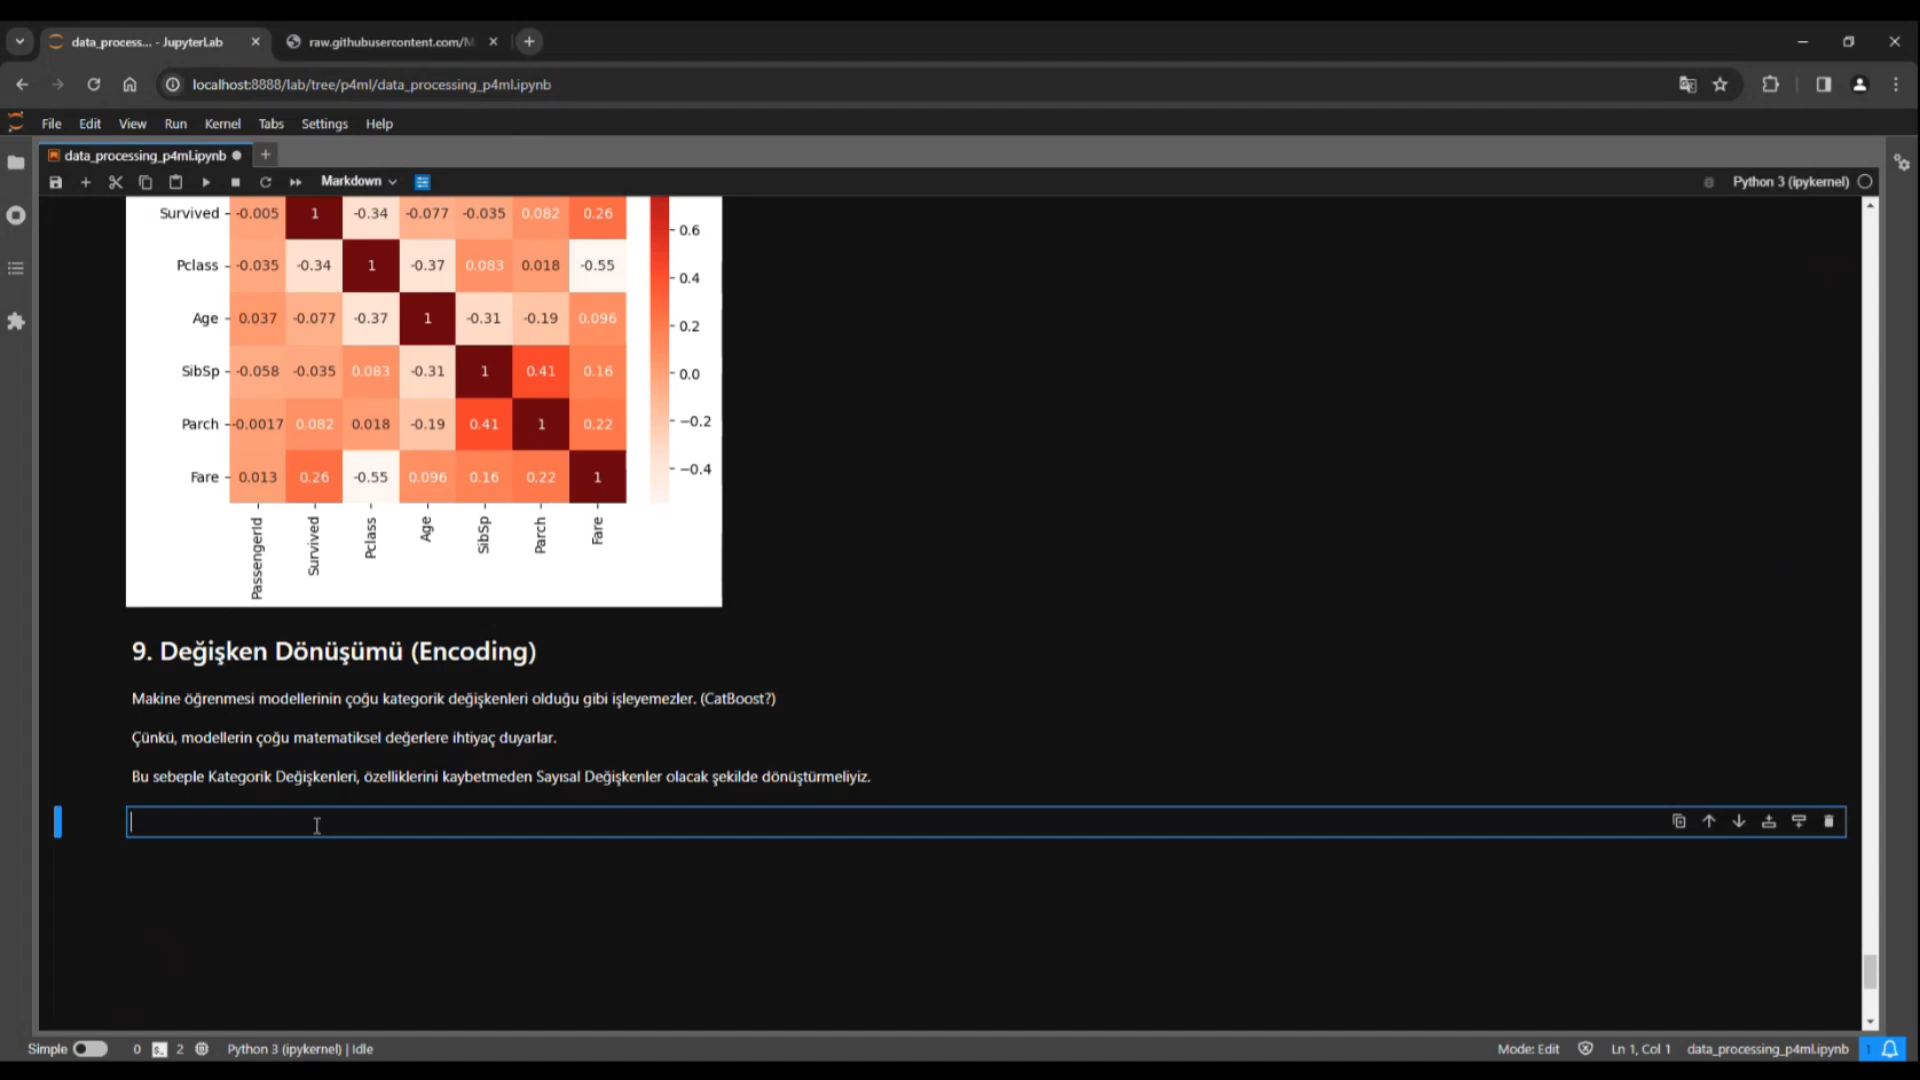 data_process... - JupyterLab
raw.githubusercontent.com/M
localhost:8888/lab/tree/p4ml/data_processing_p4ml.ipynb
File Edit View Run Kernel Tabs Settings Help
data_processing_p4ml.ipynb
Markdown
Python 3 (ipykernel)
Survived -0.005 1 -0.34 -0.077 -0.035 0.082 0.26
Pclass -0.035 -0.34 1 -0.37 0.083 0.018 -0.55
Age 0.037 -0.077 -0.37 1 -0.31 -0.19 0.096
SibSp -0.058 -0.035 0.083 -0.31 1 0.41 0.16
Parch -0.0017 0.082 0.018 -0.19 0.41 1 0.22
Fare 0.013 0.26 -0.55 0.096 0.16 0.22 1
0.6
0.4
0.2
0.0
−0.2
−0.4
PassengerId
Survived
Pclass
Age
SibSp
Parch
Fare
9. Değişken Dönüşümü (Encoding)
Makine öğrenmesi modellerinin çoğu kategorik değişkenleri olduğu gibi işleyemezler. (CatBoost?)
Çünkü, modellerin çoğu matematiksel değerlere ihtiyaç duyarlar.
Bu sebeple Kategorik Değişkenleri, özelliklerini kaybetmeden Sayısal Değişkenler olacak şekilde dönüştürmeliyiz.
Simple 0 2 Python 3 (ipykernel) | Idle
Mode: Edit Ln 1, Col 1 data_processing_p4ml.ipynb 1